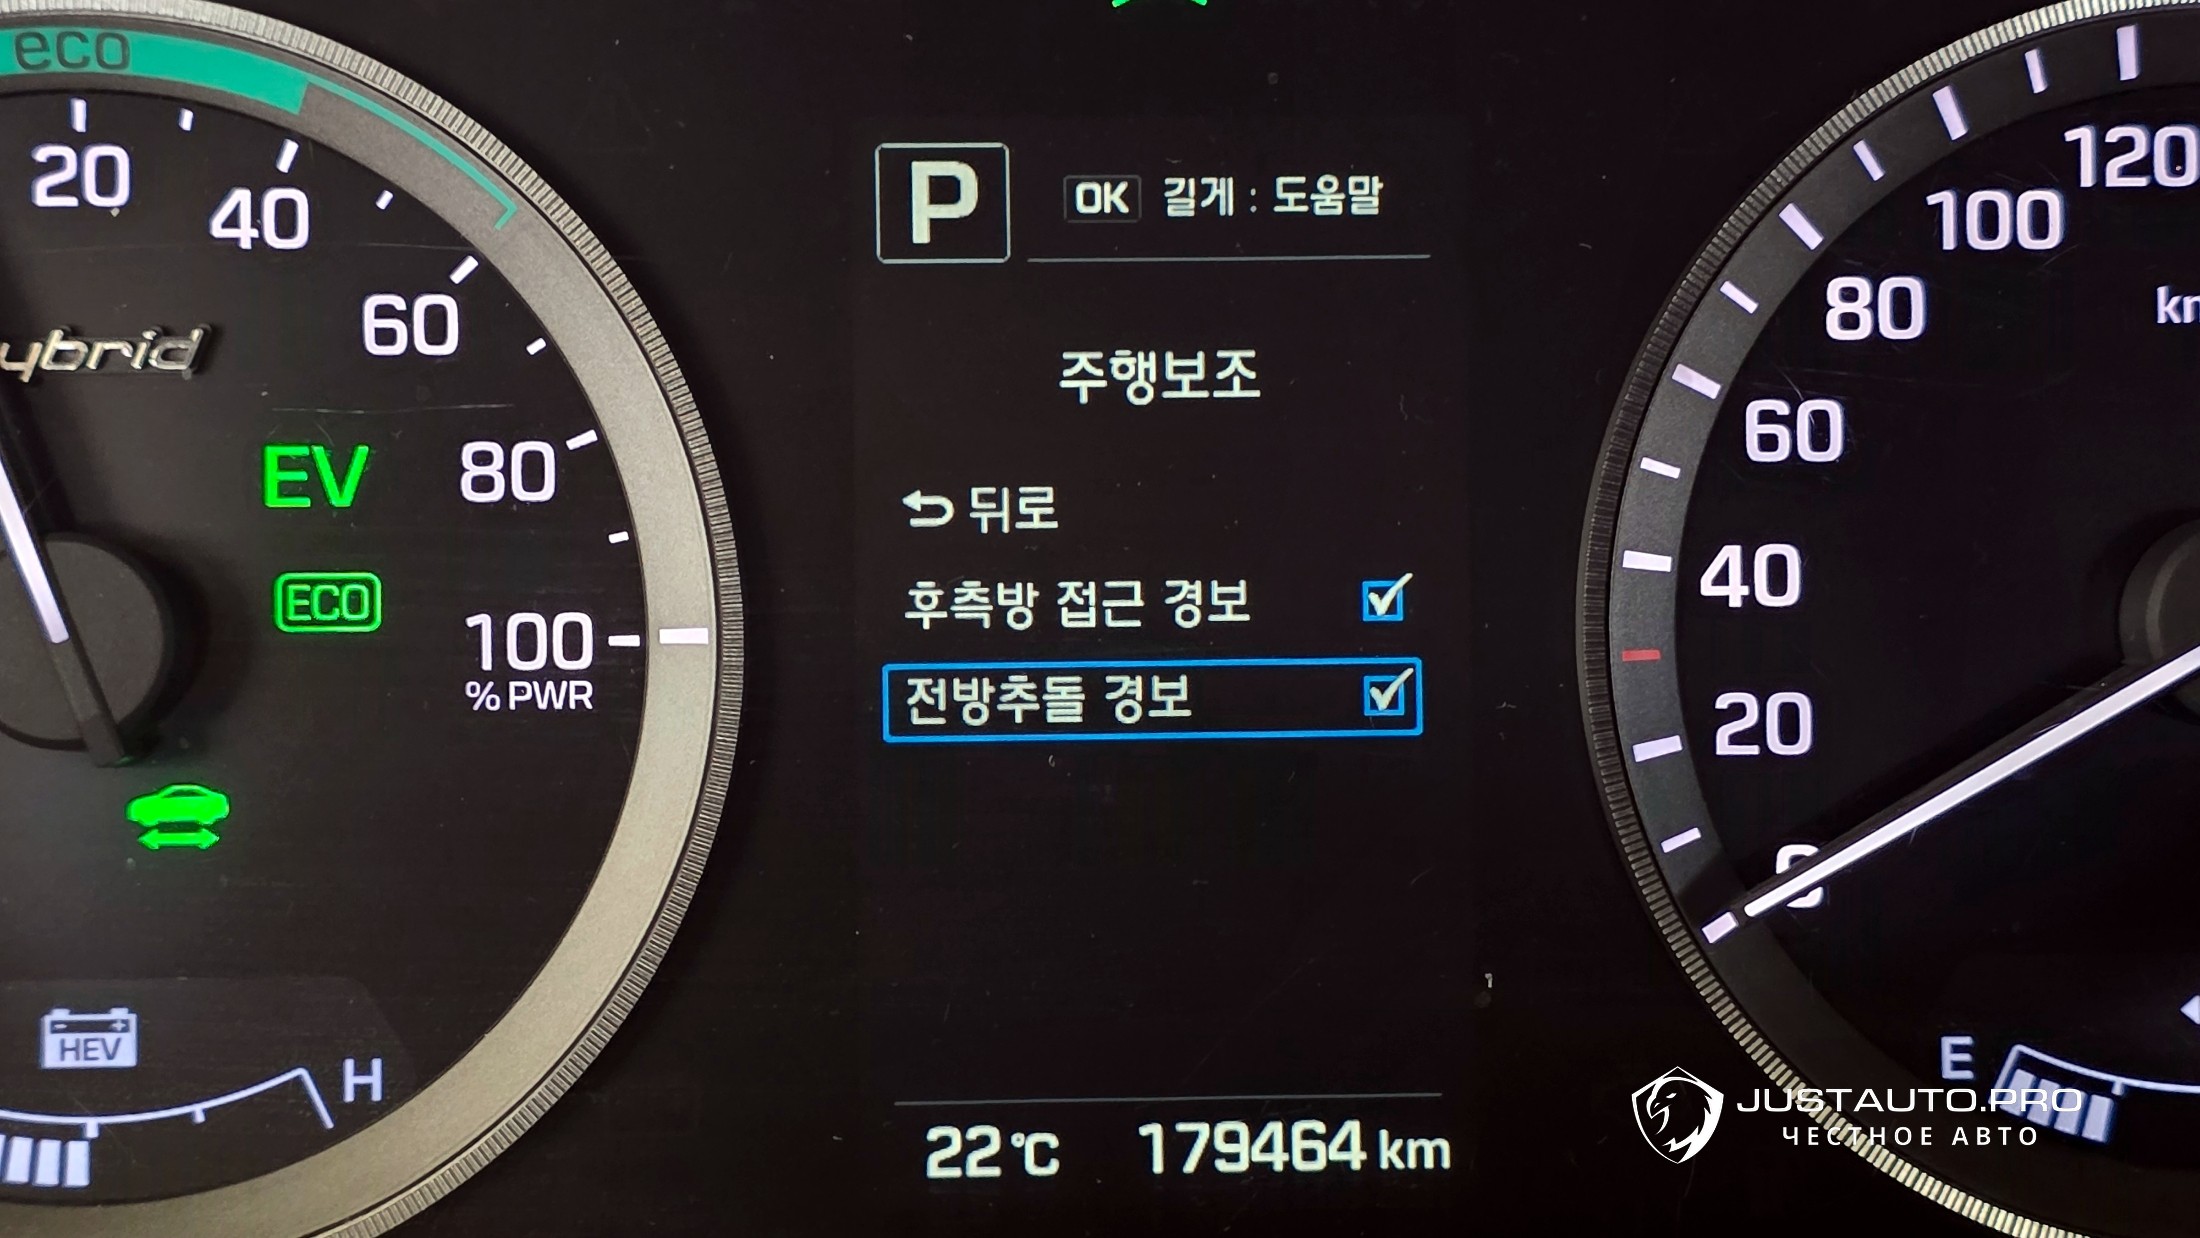 eco
20
40
60
80
100
% PWR
ybrid
EV
ECO
HEV
H
P
OK 길게 : 도움말
주행보조
뒤로
후측방 접근 경보
전방추돌 경보
22 °C 179464 km
120
100
80
60
40
20
0
km
E
JUSTAUTO.PRO
ЧЕСТНОЕ АВТО